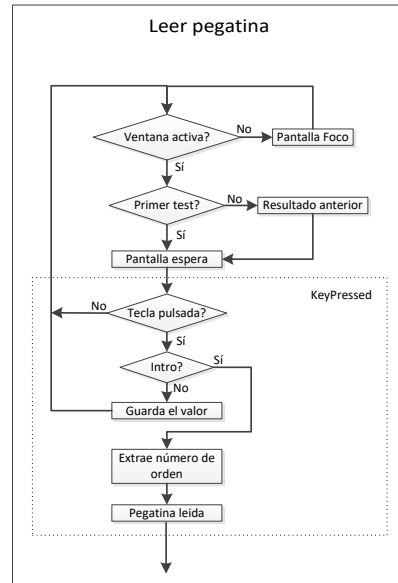 Leer pegatina
Ventana activa?
No
Pantalla Foco
Sí
Primer test?
No
Resultado anterior
Sí
Pantalla espera
KeyPressed
No
Tecla pulsada?
Sí
Intro?
Sí
No
Guarda el valor
Extrae número de
orden
Pegatina leida